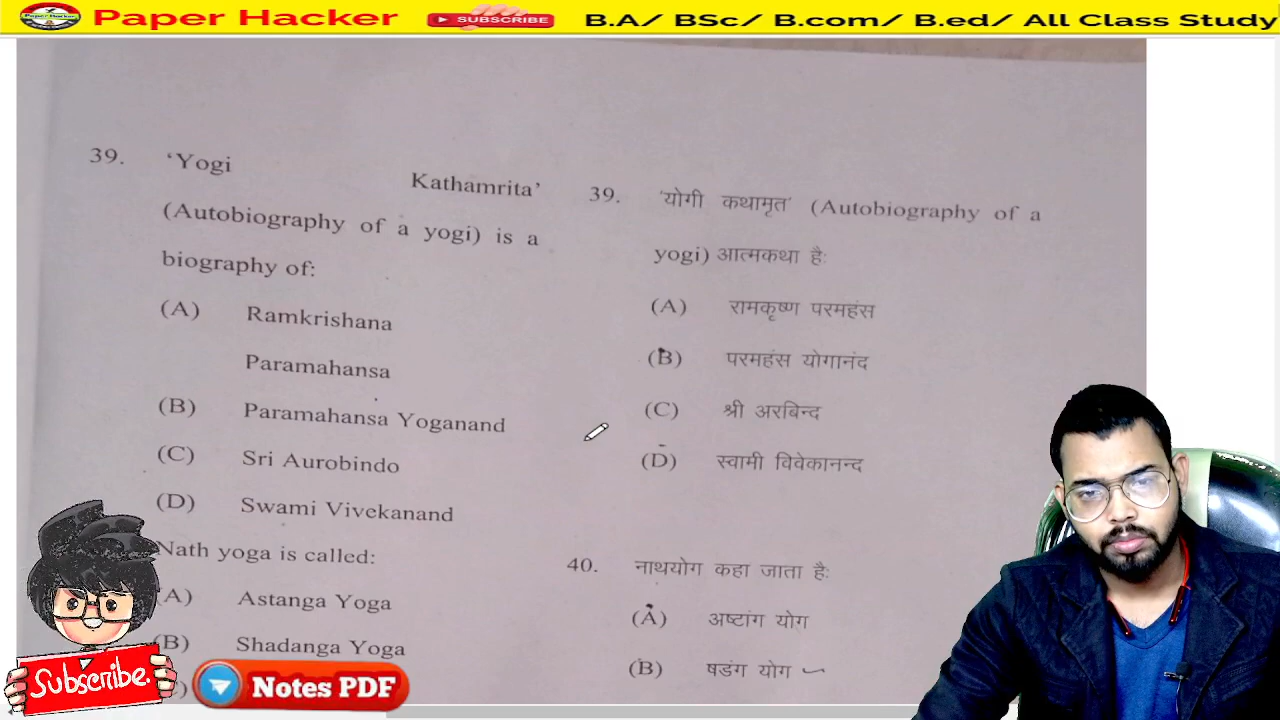 Paper Hacker
SUBSCRIBE
B.A/ BSc/ B.com/ B.ed/ All Class Study
39. 'Yogi Kathamrita'
(Autobiography of a yogi) is a
biography of:
(A) Ramkrishana
Paramahansa
(B) Paramahansa Yoganand
(C) Sri Aurobindo
(D) Swami Vivekanand
Nath yoga is called:
A) Astanga Yoga
B) Shadanga Yoga
)
39. 'योगी कथामृत' (Autobiography of a
yogi) आत्मकथा हैः
(A) रामकृष्ण परमहंस
(B) परमहंस योगानंद
(C) श्री अरबिन्द
(D) स्वामी विवेकानन्द
40. नाथयोग कहा जाता हैः
(A) अष्टांग योग
(B) षडंग योग
Subscribe.
Notes PDF